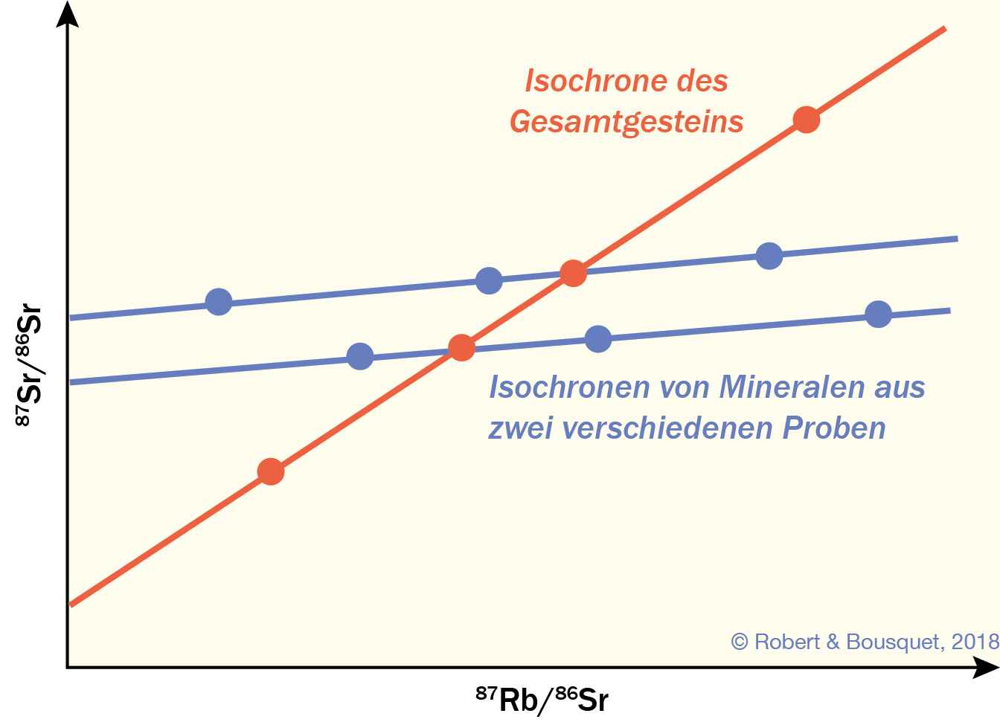 Isochrone des
Gesamtgesteins
⁸⁷Sr/⁸⁶Sr
Isochronen von Mineralen aus
zwei verschiedenen Proben
© Robert & Bousquet, 2018
⁸⁷Rb/⁸⁶Sr